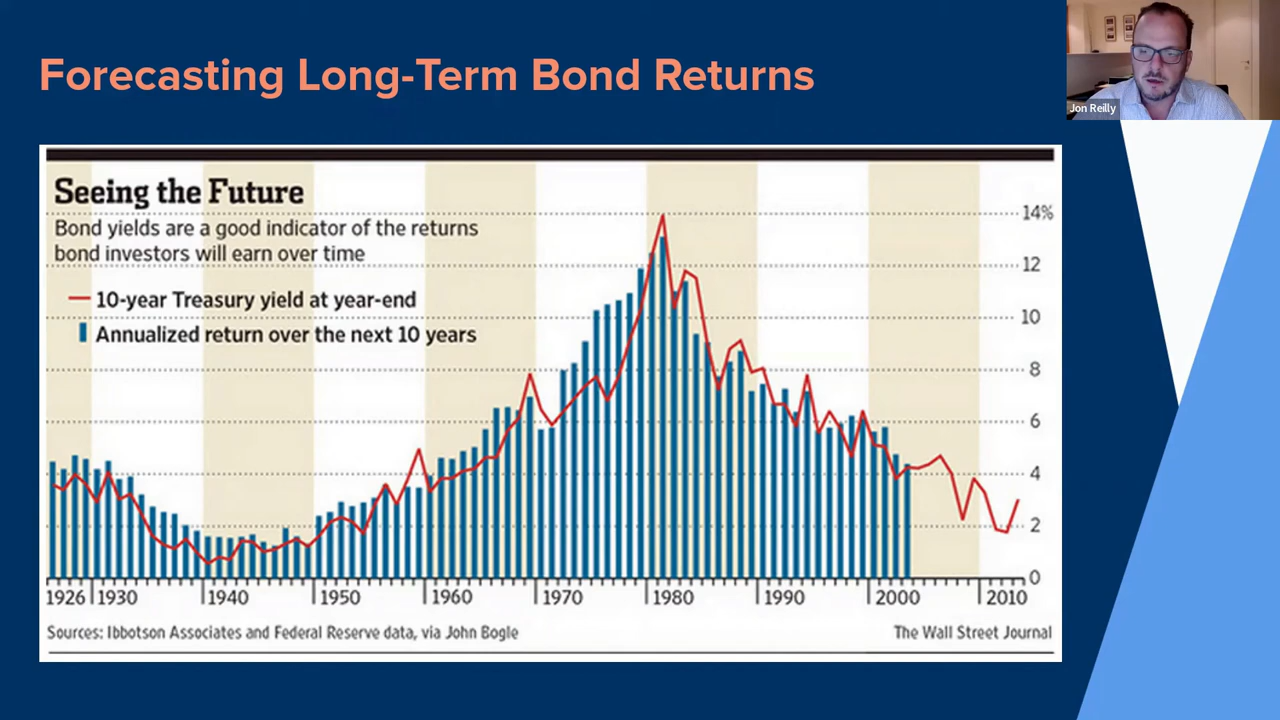 Forecasting Long-Term Bond Returns
Jon Reilly
Seeing the Future
Bond yields are a good indicator of the returns
bond investors will earn over time
10-year Treasury yield at year-end
Annualized return over the next 10 years
14%
12
10
8
6
4
2
0
1926 1930 1940 1950 1960 1970 1980 1990 2000 2010
Sources: Ibbotson Associates and Federal Reserve data, via John Bogle
The Wall Street Journal